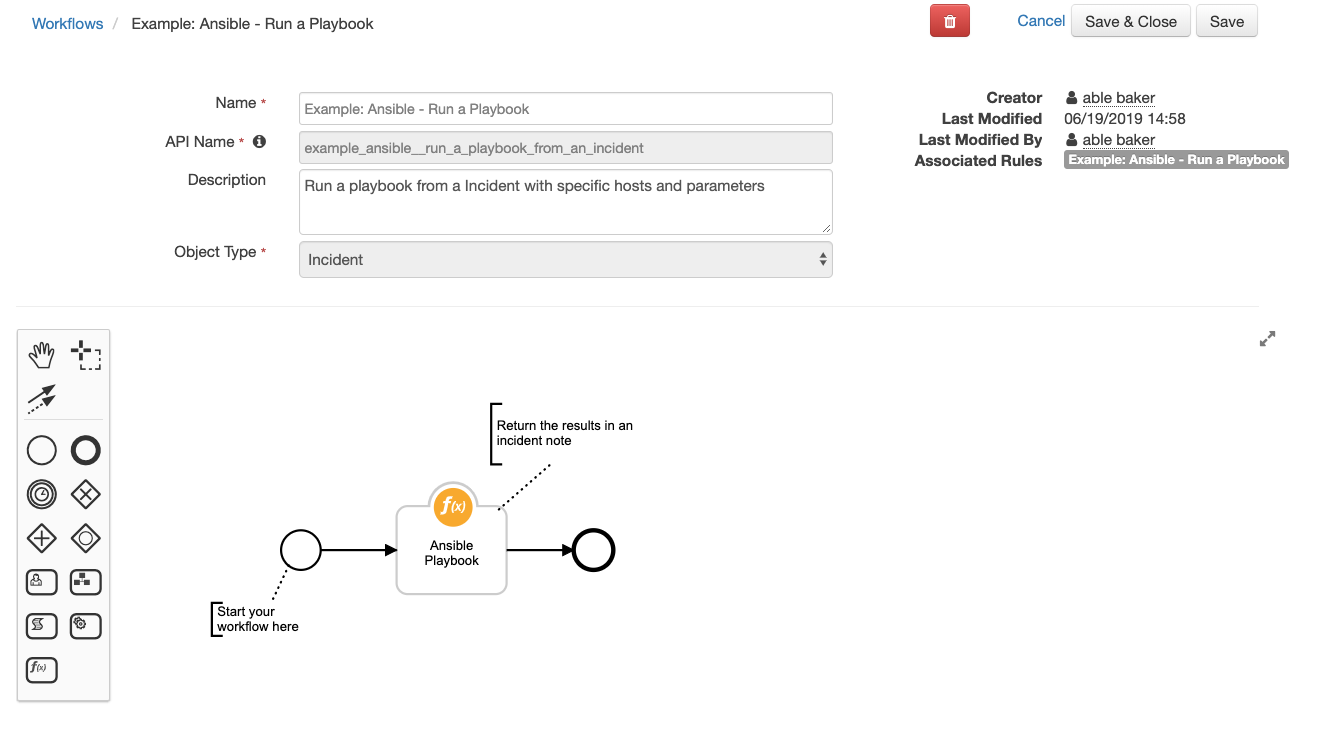 Workflows / Example: Ansible - Run a Playbook
Cancel
Save & Close
Save
Name *
Example: Ansible - Run a Playbook
API Name *
example_ansible__run_a_playbook_from_an_incident
Description
Run a playbook from a Incident with specific hosts and parameters
Object Type *
Incident
Creator able baker
Last Modified 06/19/2019 14:58
Last Modified By able baker
Associated Rules Example: Ansible - Run a Playbook
Return the results in an
incident note
f(x)
Ansible
Playbook
Start your
workflow here
f(x)